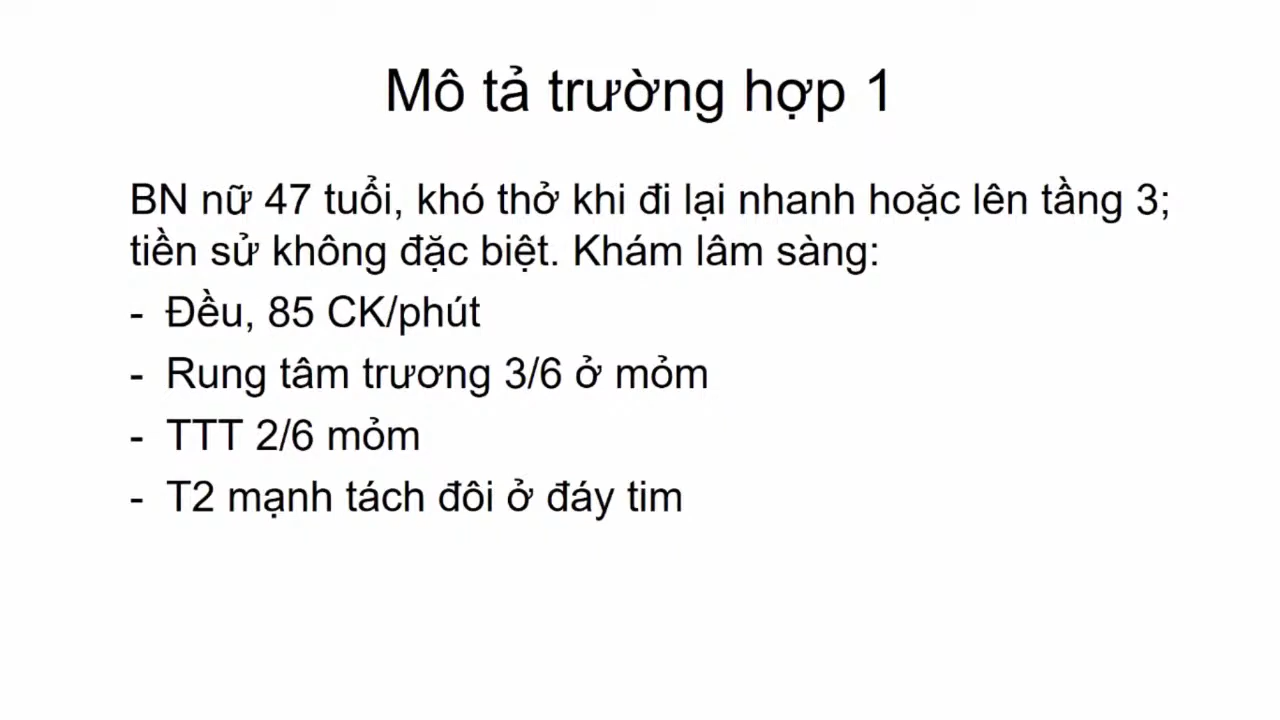 Mô tả trường hợp 1
BN nữ 47 tuổi, khó thở khi đi lại nhanh hoặc lên tầng 3;
tiền sử không đặc biệt. Khám lâm sàng:
- Đều, 85 CK/phút
- Rung tâm trương 3/6 ở mỏm
- TTT 2/6 mỏm
- T2 mạnh tách đôi ở đáy tim